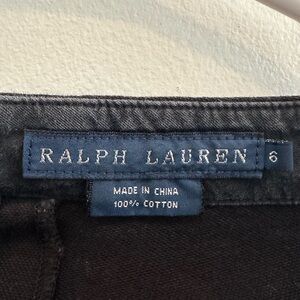 RALPH LAUREN 6
MADE IN CHINA
100% COTTON